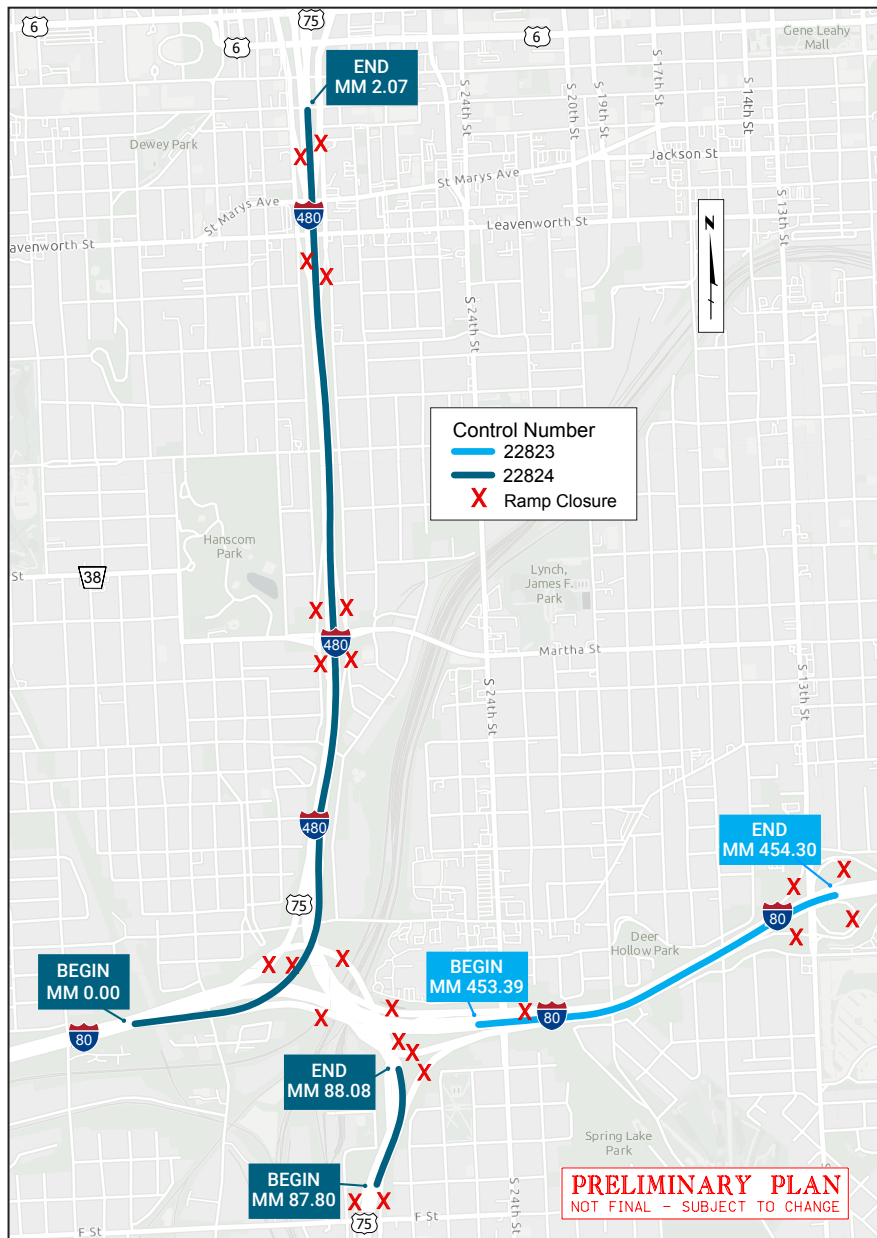 75
6
6
6
Gene Leahy
Mall
END
MM 2.07
S 24th St
S 20th St
S 19th St
S 17th St
S 14th St
Dewey Park
Jackson St
St Marys Ave
St Marys Ave
480
Leavenworth St
avenworth St
S 13th St
N
S 24th St
Control Number
22823
22824
X Ramp Closure
Hanscom
Park
Lynch,
James F.
Park
St
38
480
Martha St
S 24th St
S 13th St
480
END
MM 454.30
75
80
Deer
Hollow Park
BEGIN
MM 0.00
BEGIN
MM 453.39
80
80
END
MM 88.08
Spring Lake
Park
BEGIN
MM 87.80
S 24th St
PRELIMINARY PLAN
NOT FINAL - SUBJECT TO CHANGE
F St
75
F St